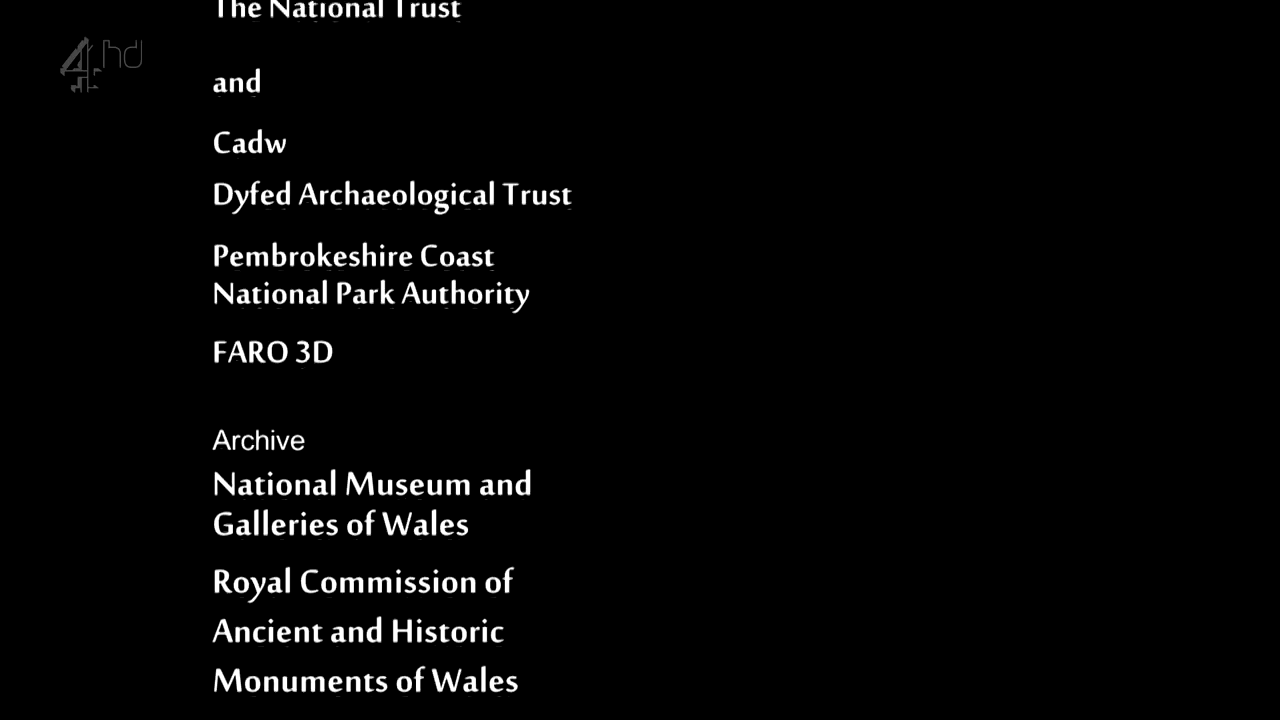 The National Trust
4hd
and
Cadw
Dyfed Archaeological Trust
Pembrokeshire Coast
National Park Authority
FARO 3D
Archive
National Museum and
Galleries of Wales
Royal Commission of
Ancient and Historic
Monuments of Wales